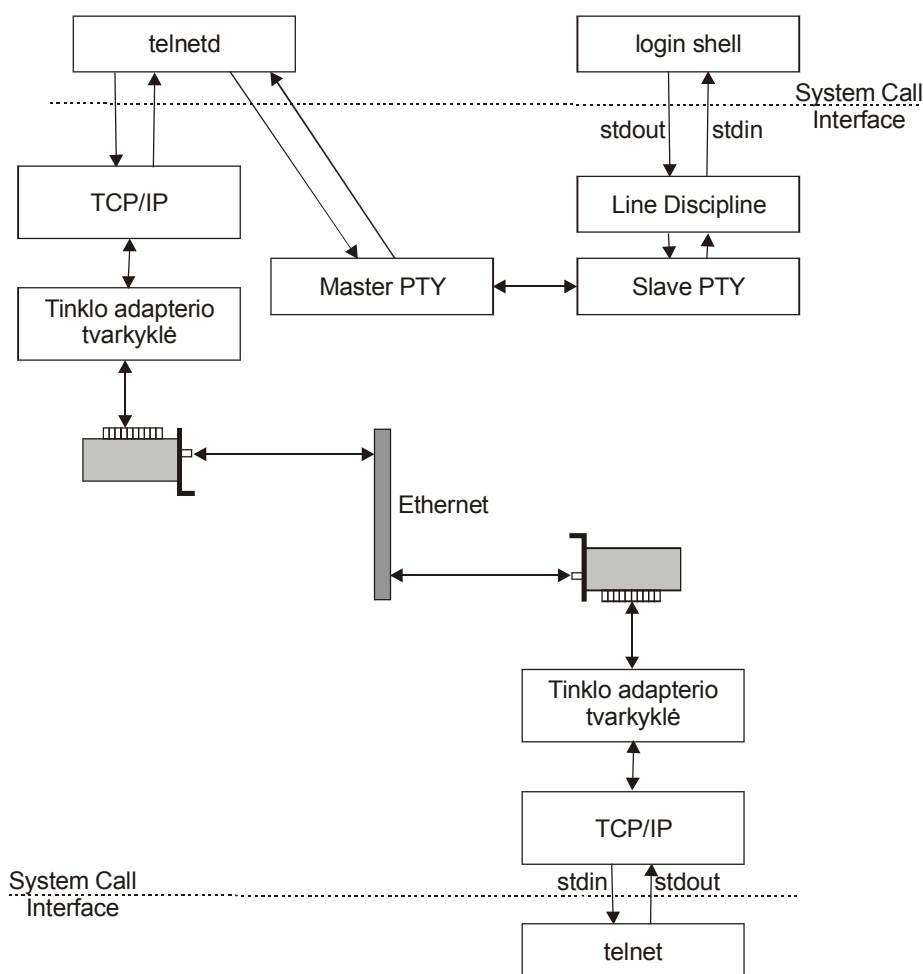 telnetd
login shell
System Call
Interface
stdout
stdin
TCP/IP
Line Discipline
Master PTY
Slave PTY
Tinklo adapterio
tvarkyklė
Ethernet
Tinklo adapterio
tvarkyklė
TCP/IP
System Call
Interface
stdin
stdout
telnet